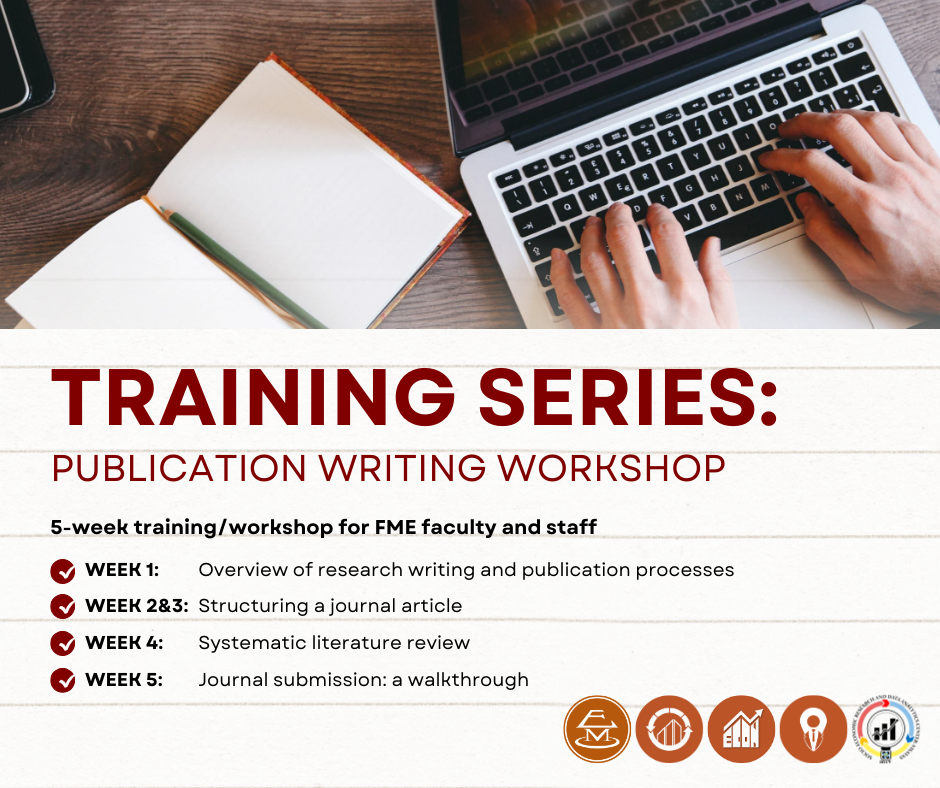 TRAINING SERIES:
PUBLICATION WRITING WORKSHOP
5-week training/workshop for FME faculty and staff
WEEK 1: Overview of research writing and publication processes
WEEK 2&3: Structuring a journal article
WEEK 4: Systematic literature review
WEEK 5: Journal submission: a walkthrough
ECON